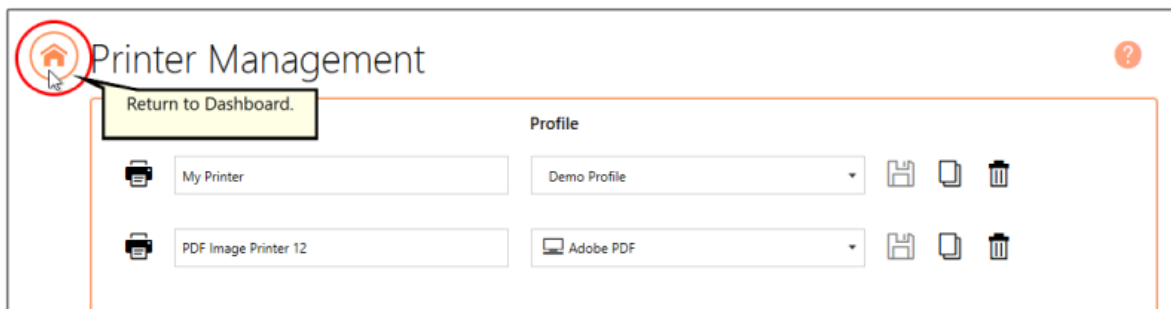 Printer Management
?
Return to Dashboard.
Profile
My Printer
Demo Profile
PDF Image Printer 12
Adobe PDF